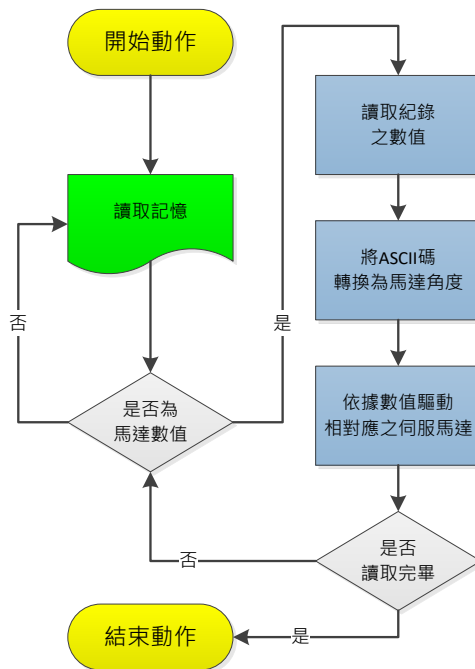 開始動作
讀取記憶
否
是否為
馬達數值
是
讀取紀錄
之數值
將ASCII碼
轉換為馬達角度
依據數值驅動
相對應之伺服馬達
是否
讀取完畢
否
是
結束動作